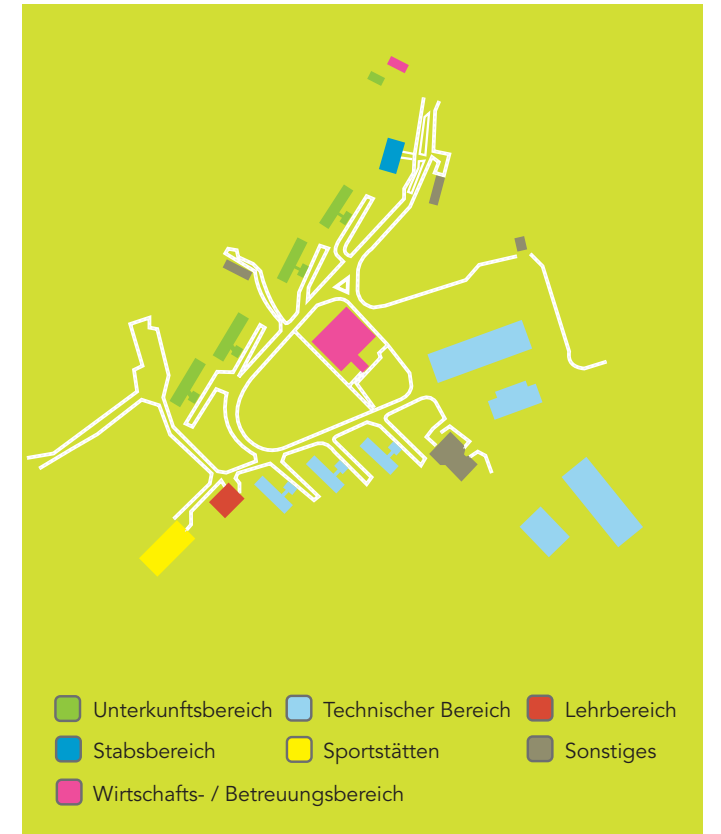 Unterkunftsbereich Technischer Bereich Lehrbereich
Stabsbereich Sportstätten Sonstiges
Wirtschafts- / Betreuungsbereich